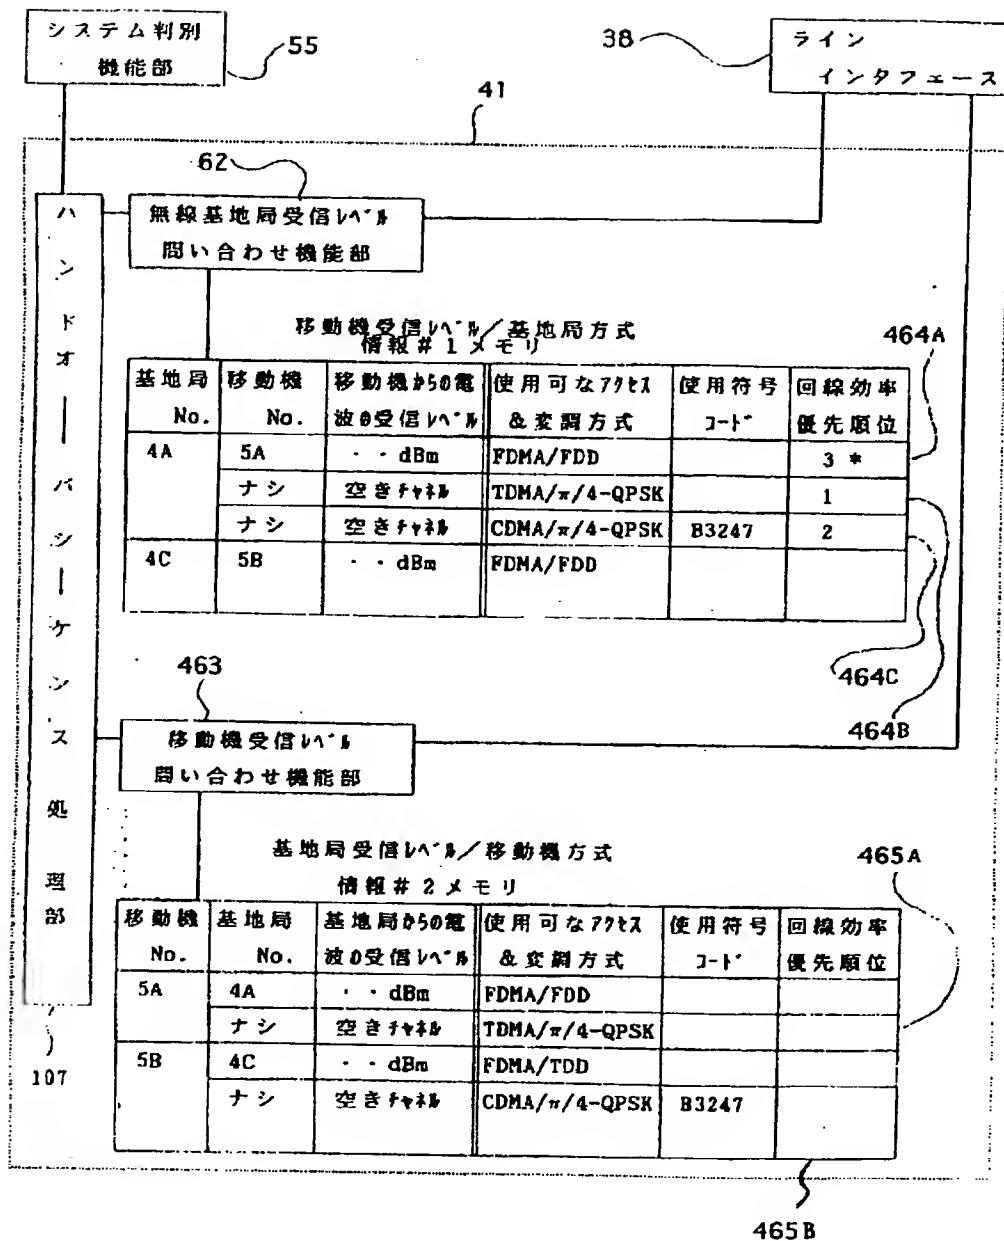 システム判別
機能部
55
38
ライン
インタフェース
41
62
無線基地局受信レベル
問い合わせ機能部
ハンドオーバシーケンス処理部
移動機受信レベル/基地局方式
情報#1メモリ
464A
基地局 移動機 移動機からの電 使用可なアクセス 使用符号 回線効率
No. No. 波の受信レベル &変調方式 コード 優先順位
4A 5A ・・dBm FDMA/FDD 3 *
ナシ 空きチャネル TDMA/π/4-QPSK 1
ナシ 空きチャネル CDMA/π/4-QPSK B3247 2
4C 5B ・・dBm FDMA/FDD
464C
464B
463
移動機受信レベル
問い合わせ機能部
基地局受信レベル/移動機方式
情報#2メモリ
465A
移動機 基地局 基地局からの電 使用可なアクセス 使用符号 回線効率
No. No. 波の受信レベル &変調方式 コード 優先順位
5A 4A ・・dBm FDMA/FDD
ナシ 空きチャネル TDMA/π/4-QPSK
5B 4C ・・dBm FDMA/TDD
ナシ 空きチャネル CDMA/π/4-QPSK B3247
107
465B